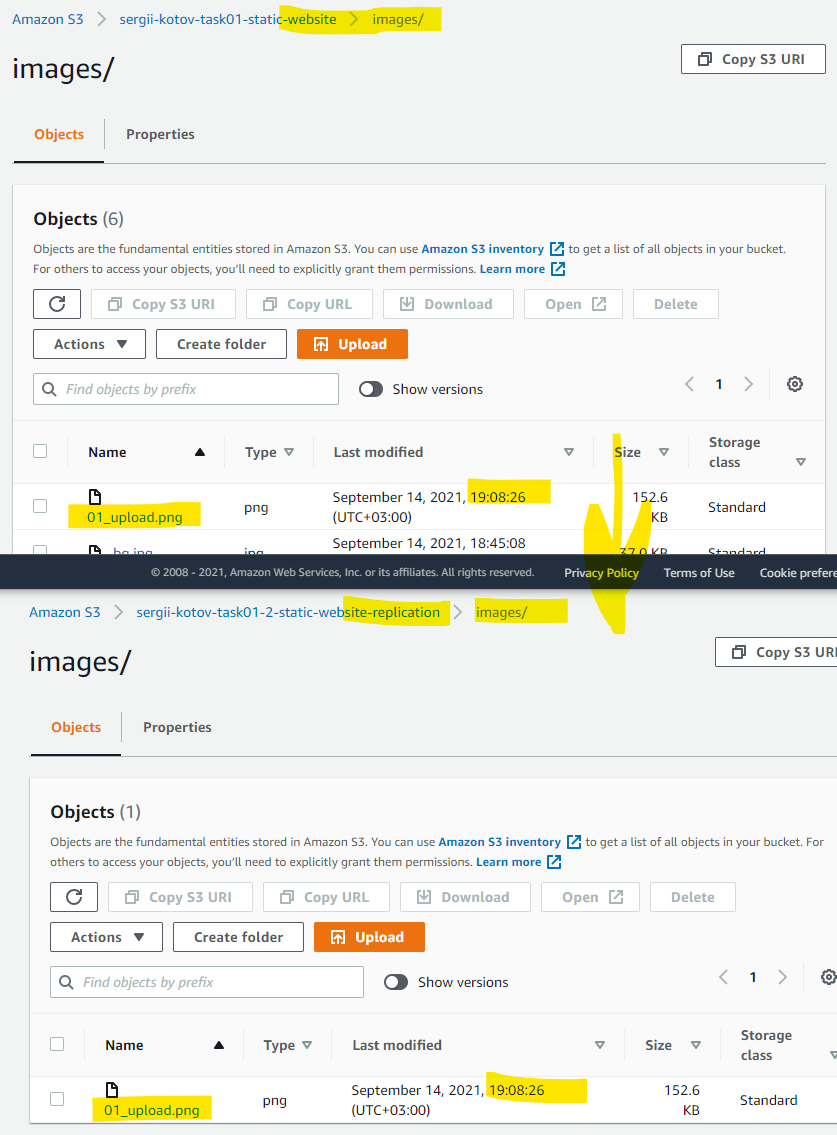 Amazon S3 > sergii-kotov-task01-static-website > images/
images/
Copy S3 URI
Objects Properties
Objects (6)
Objects are the fundamental entities stored in Amazon S3. You can use Amazon S3 inventory to get a list of all objects in your bucket.
For others to access your objects, you'll need to explicitly grant them permissions. Learn more
Copy S3 URI Copy URL Download Open Delete
Actions Create folder Upload
Find objects by prefix Show versions 1
Name Type Last modified Size Storage class
01_upload.png png September 14, 2021, 19:08:26 (UTC+03:00) 152.6 KB Standard
September 14, 2021, 18:45:08 37.0 KB Standard
© 2008 - 2021, Amazon Web Services, Inc. or its affiliates. All rights reserved. Privacy Policy Terms of Use Cookie prefere
Amazon S3 > sergii-kotov-task01-2-static-website-replication > images/
images/
Copy S3 URI
Objects Properties
Objects (1)
Objects are the fundamental entities stored in Amazon S3. You can use Amazon S3 inventory to get a list of all objects in your bucket. For
others to access your objects, you'll need to explicitly grant them permissions. Learn more
Copy S3 URI Copy URL Download Open Delete
Actions Create folder Upload
Find objects by prefix Show versions 1
Name Type Last modified Size Storage class
01_upload.png png September 14, 2021, 19:08:26 (UTC+03:00) 152.6 KB Standard